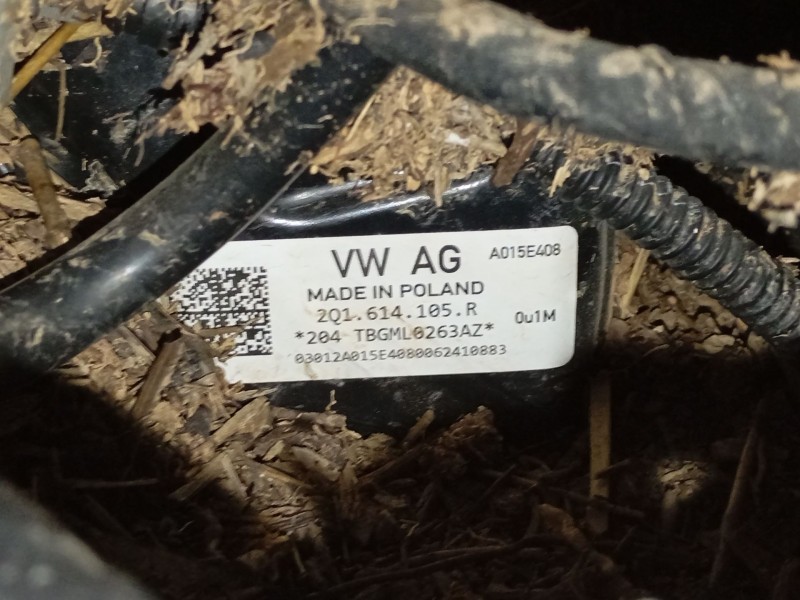 VW AG A015E408
MADE IN POLAND
2Q1.614.105.R
0u1M
*204 TBGML0263AZ*
03012A015E4080062410883